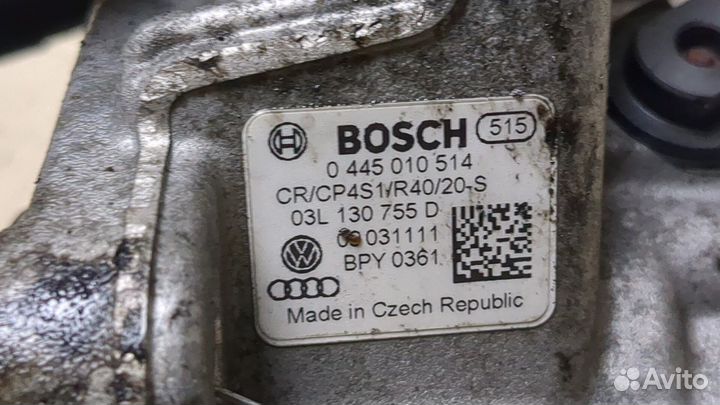 BOSCH 515
0 445 010 514
CR/CP4S1/R40/20-S
03L 130 755 D
031111
BPY 0361
Made in Czech Republic
Avito